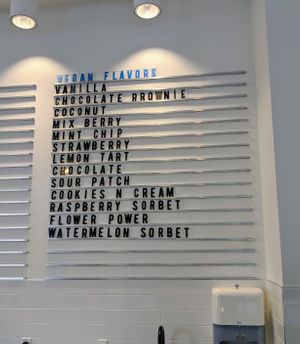 VEGAN FLAVORS
VANILLA
CHOCOLATE BROWNIE
COCONUT
MIX BERRY
MINT CHIP
STRAWBERRY
LEMON TART
CHOCOLATE
SOUR PATCH
COOKIES N CREAM
RASPBERRY SORBET
FLOWER POWER
WATERMELON SORBET